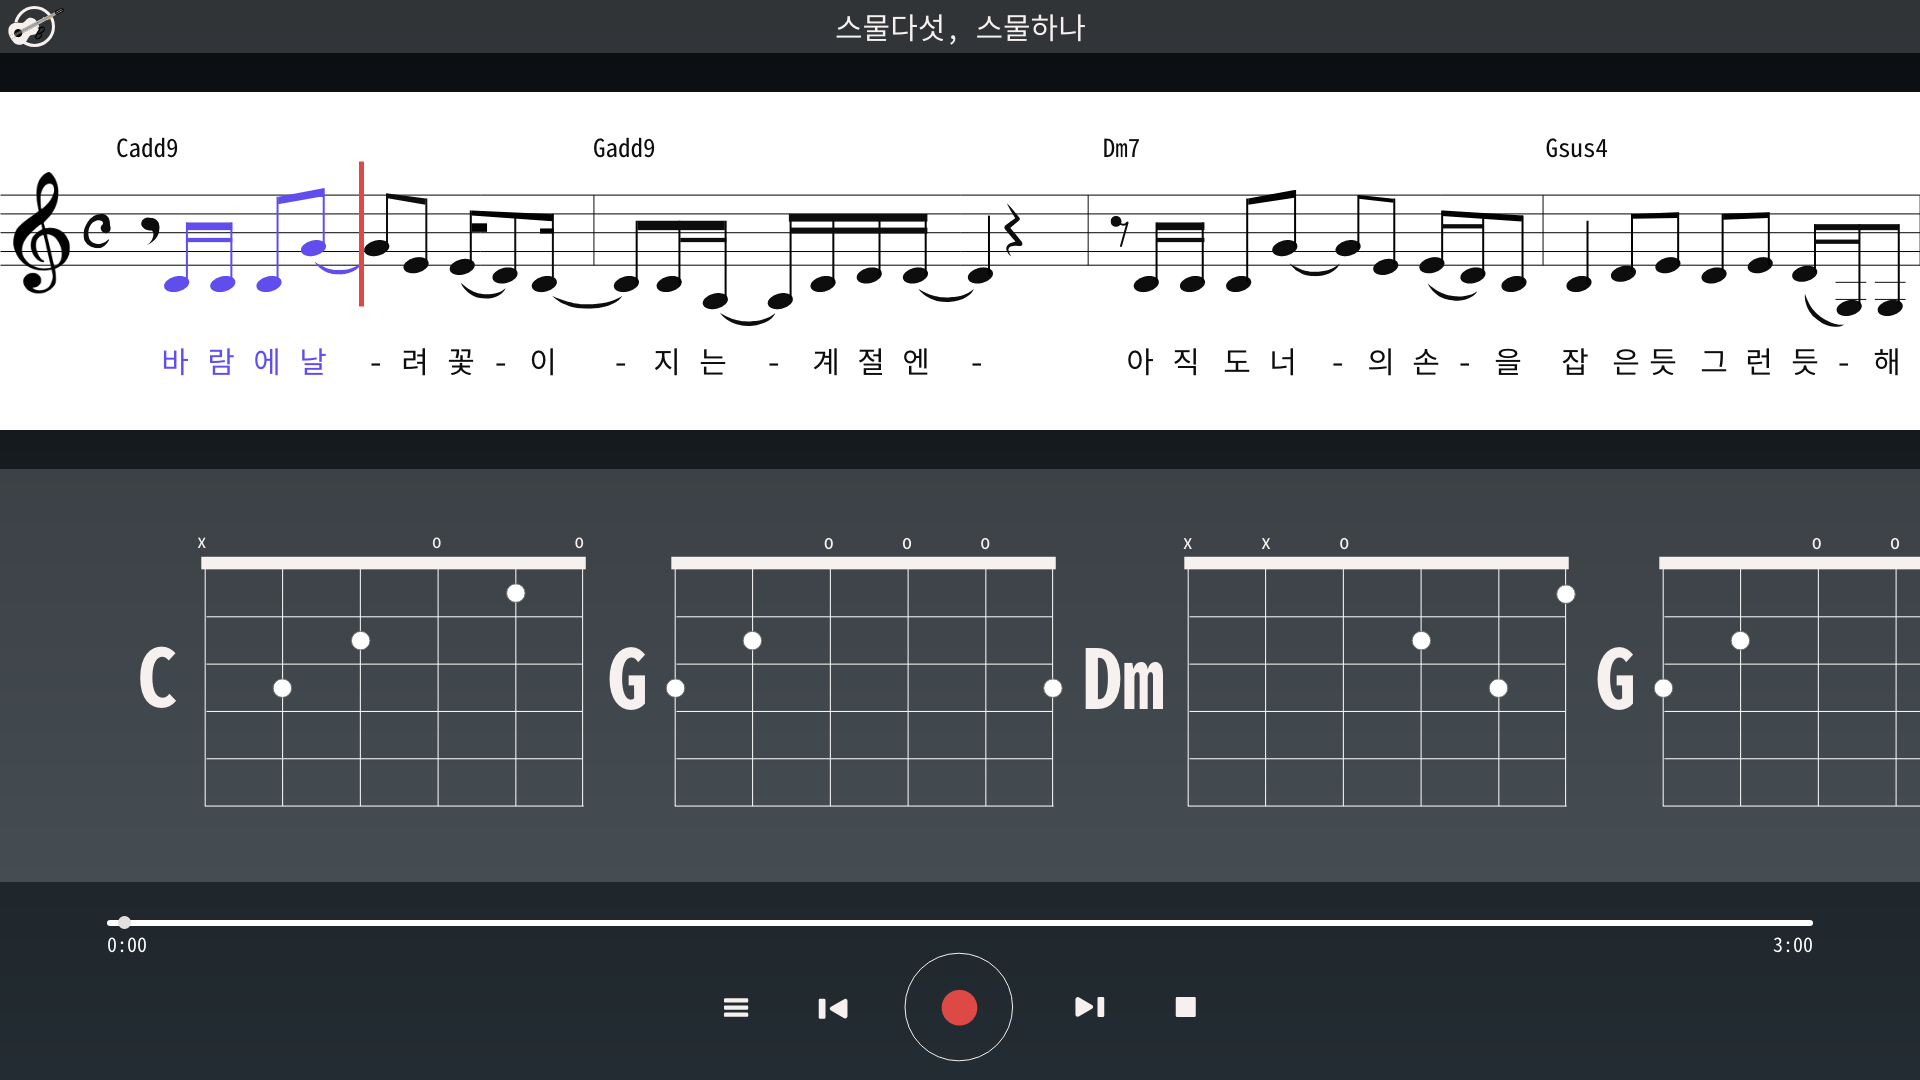 스물다섯, 스물하나
Cadd9 Gadd9 Dm7 Gsus4
바 람 에 날 - 려 꽃 - 이 - 지 는 - 계 절 엔 - 아 직 도 너 - 의 손 - 을 잡 은 듯 그 런 듯 - 해
x o o o o o x x o o o
C G Dm G
0:00 3:00